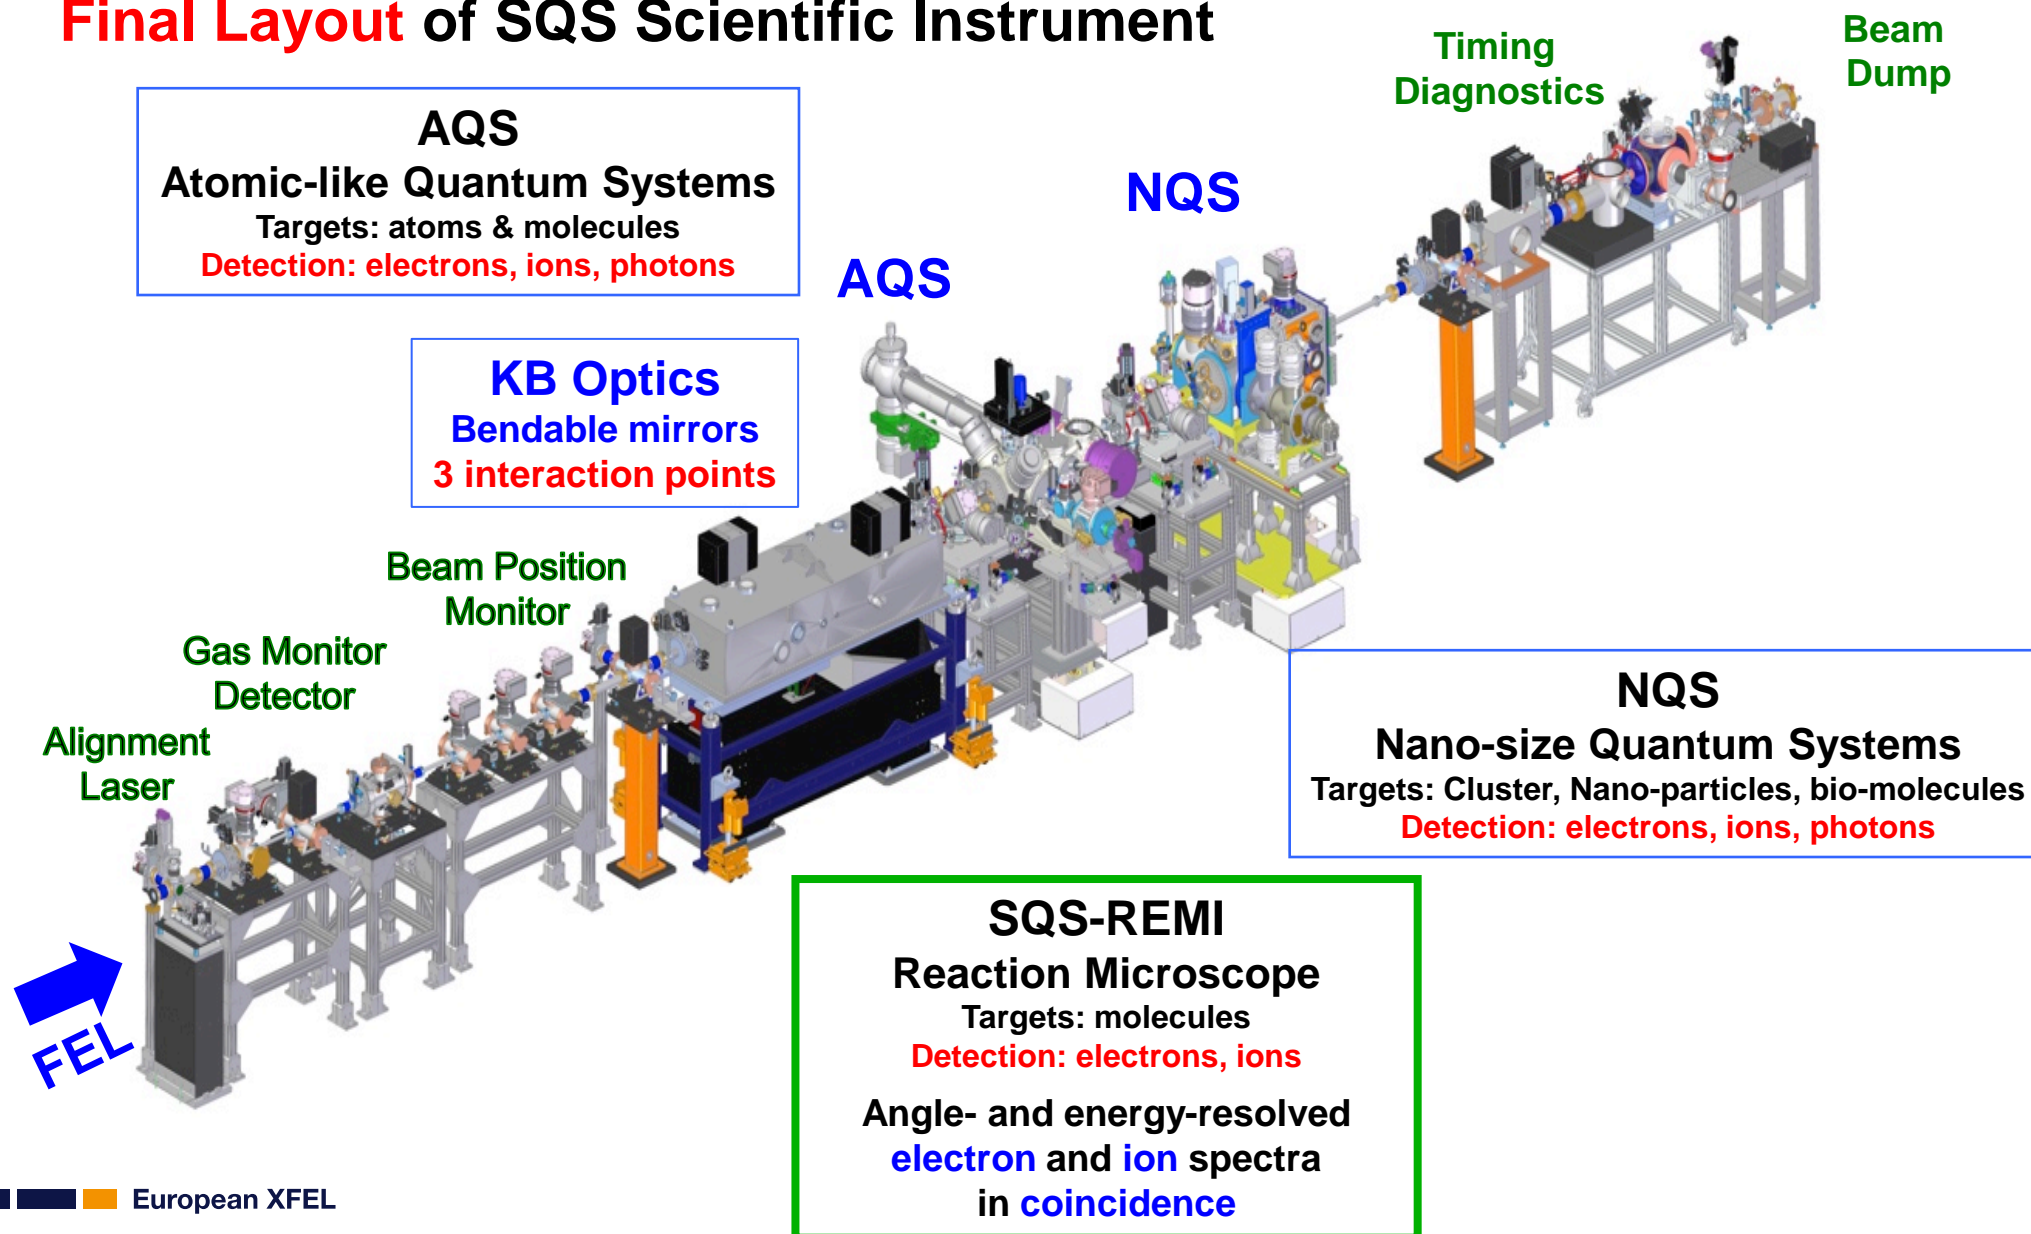 Final Layout of SQS Scientific Instrument
Timing
Diagnostics
Beam
Dump
AQS
Atomic-like Quantum Systems
Targets: atoms & molecules
Detection: electrons, ions, photons
NQS
AQS
KB Optics
Bendable mirrors
3 interaction points
Beam Position
Monitor
Gas Monitor
Detector
Alignment
Laser
NQS
Nano-size Quantum Systems
Targets: Cluster, Nano-particles, bio-molecules
Detection: electrons, ions, photons
SQS-REMI
Reaction Microscope
Targets: molecules
Detection: electrons, ions
Angle- and energy-resolved
electron and ion spectra
in coincidence
FEL
European XFEL